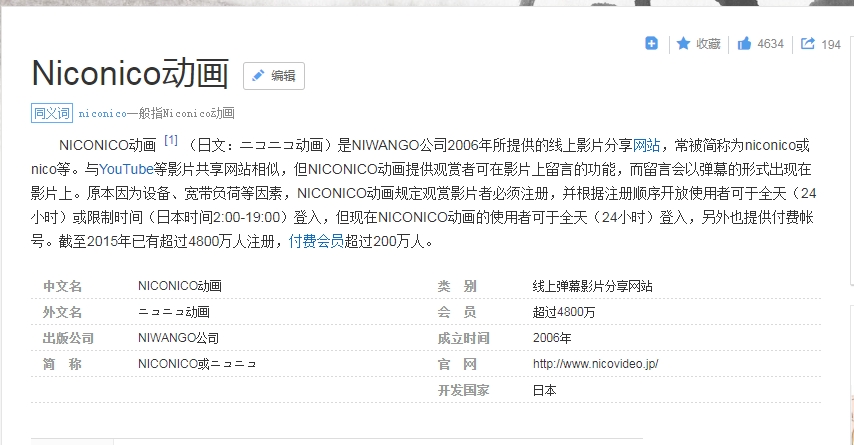 收藏 4634 194
Niconico动画 编辑
同义词 niconico一般指Niconico动画
NICONICO动画 [1] （日文：ニコニコ動画）是NIWANGO公司2006年所提供的线上影片分享网站，常被简称为niconico或
nico等。与YouTube等影片共享网站相似，但NICONICO动画提供观赏者可在影片上留言的功能，而留言会以弹幕的形式出现在
影片上。原本因为设备、宽带负荷等因素，NICONICO动画规定观赏影片者必须注册，并根据注册顺序开放使用者可于全天（24
小时）或限制时间（日本时间2:00-19:00）登入，但现在NICONICO动画的使用者可于全天（24小时）登入，另外也提供付费帐
号。截至2015年已有超过4800万人注册，付费会员超过200万人。
中文名 NICONICO动画 类 别 线上弹幕影片分享网站
外文名 ニコニコ動画 会 员 超过4800万
出版公司 NIWANGO公司 成立时间 2006年
简 称 NICONICO或ニコニコ 官 网 http://www.nicovideo.jp/
开发国家 日本